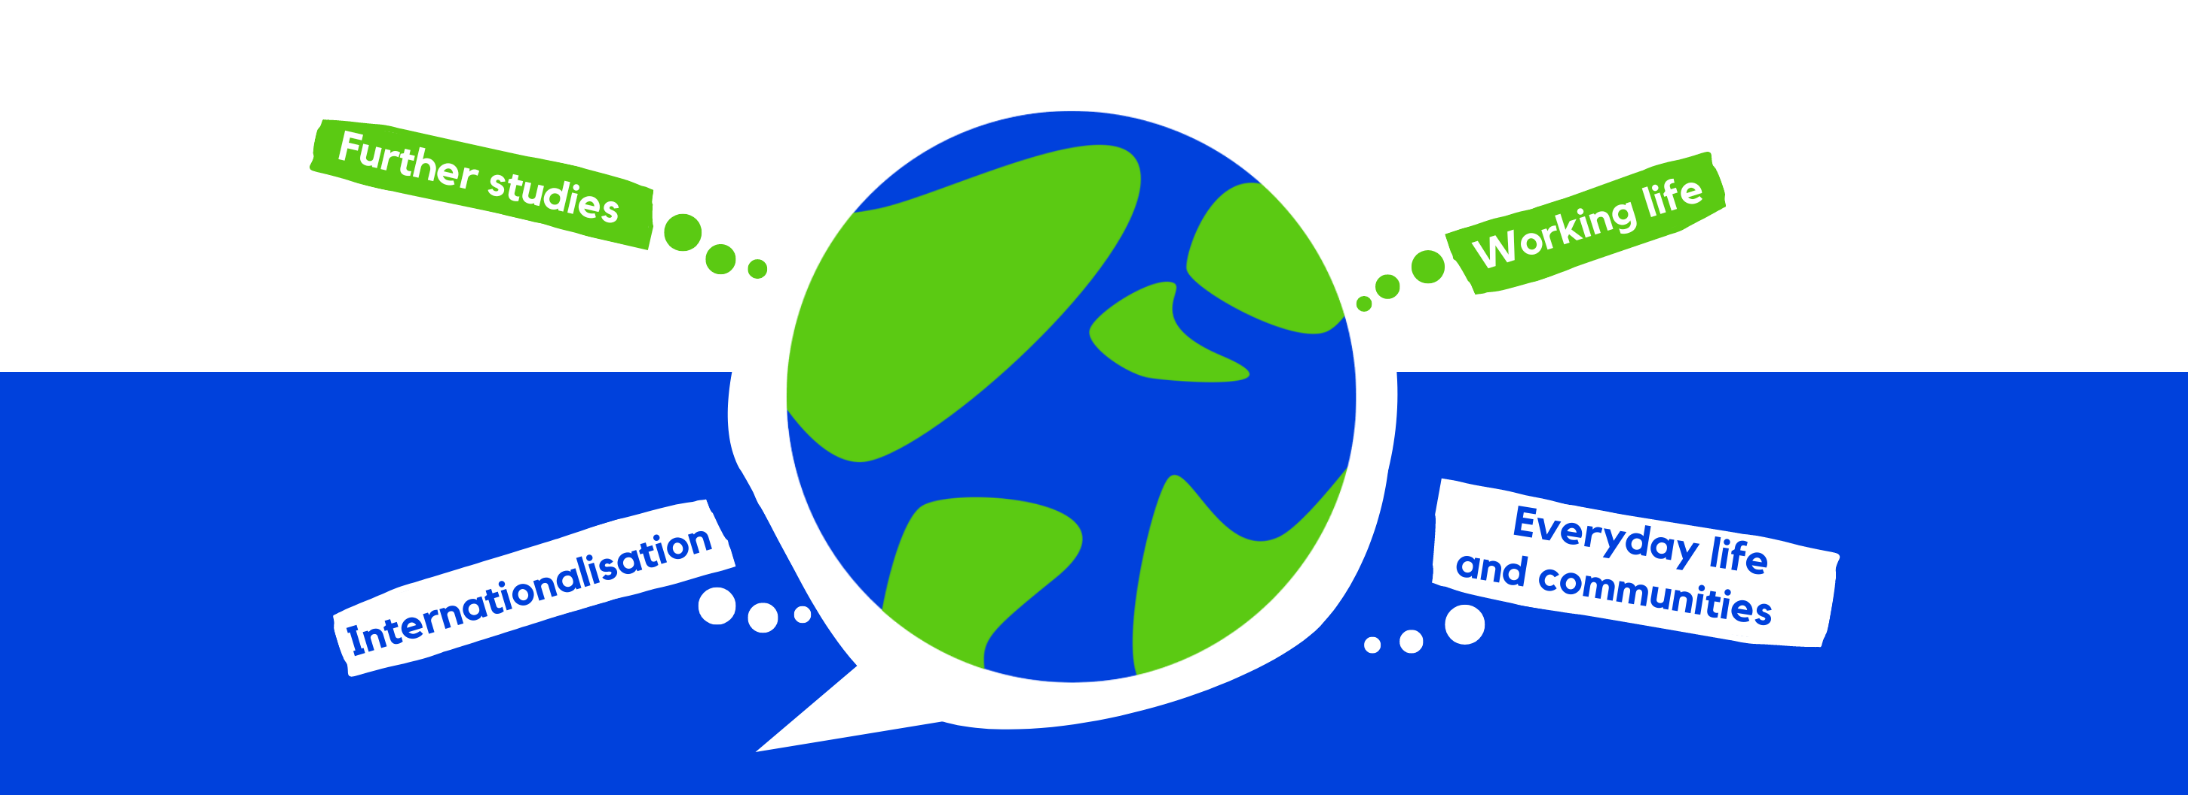 Further studies
Working life
Internationalisation
Everyday life
and communities